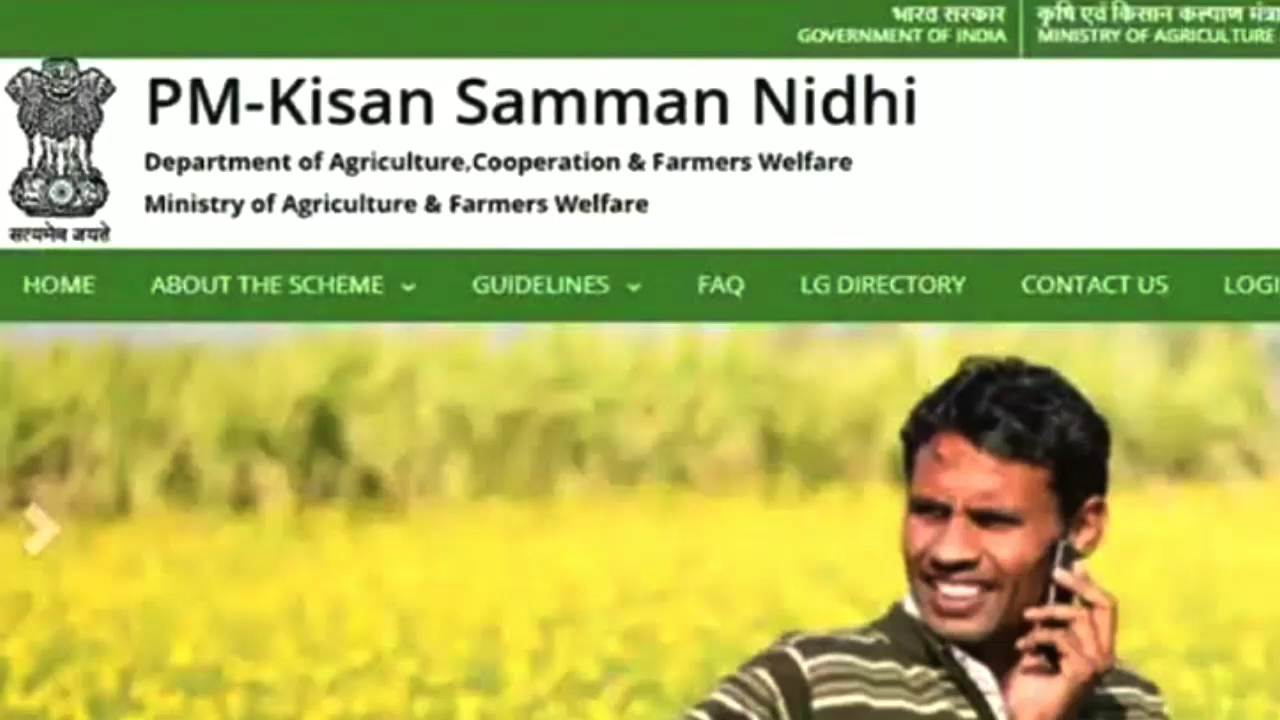 भारत सरकार
GOVERNMENT OF INDIA
कृषि एवं किसान कल्याण
MINISTRY OF AGRICULTURE
PM-Kisan Samman Nidhi
Department of Agriculture,Cooperation & Farmers Welfare
Ministry of Agriculture & Farmers Welfare
सत्यमेव जयते
HOME
ABOUT THE SCHEME
GUIDELINES
FAQ
LG DIRECTORY
CONTACT US
LOGI